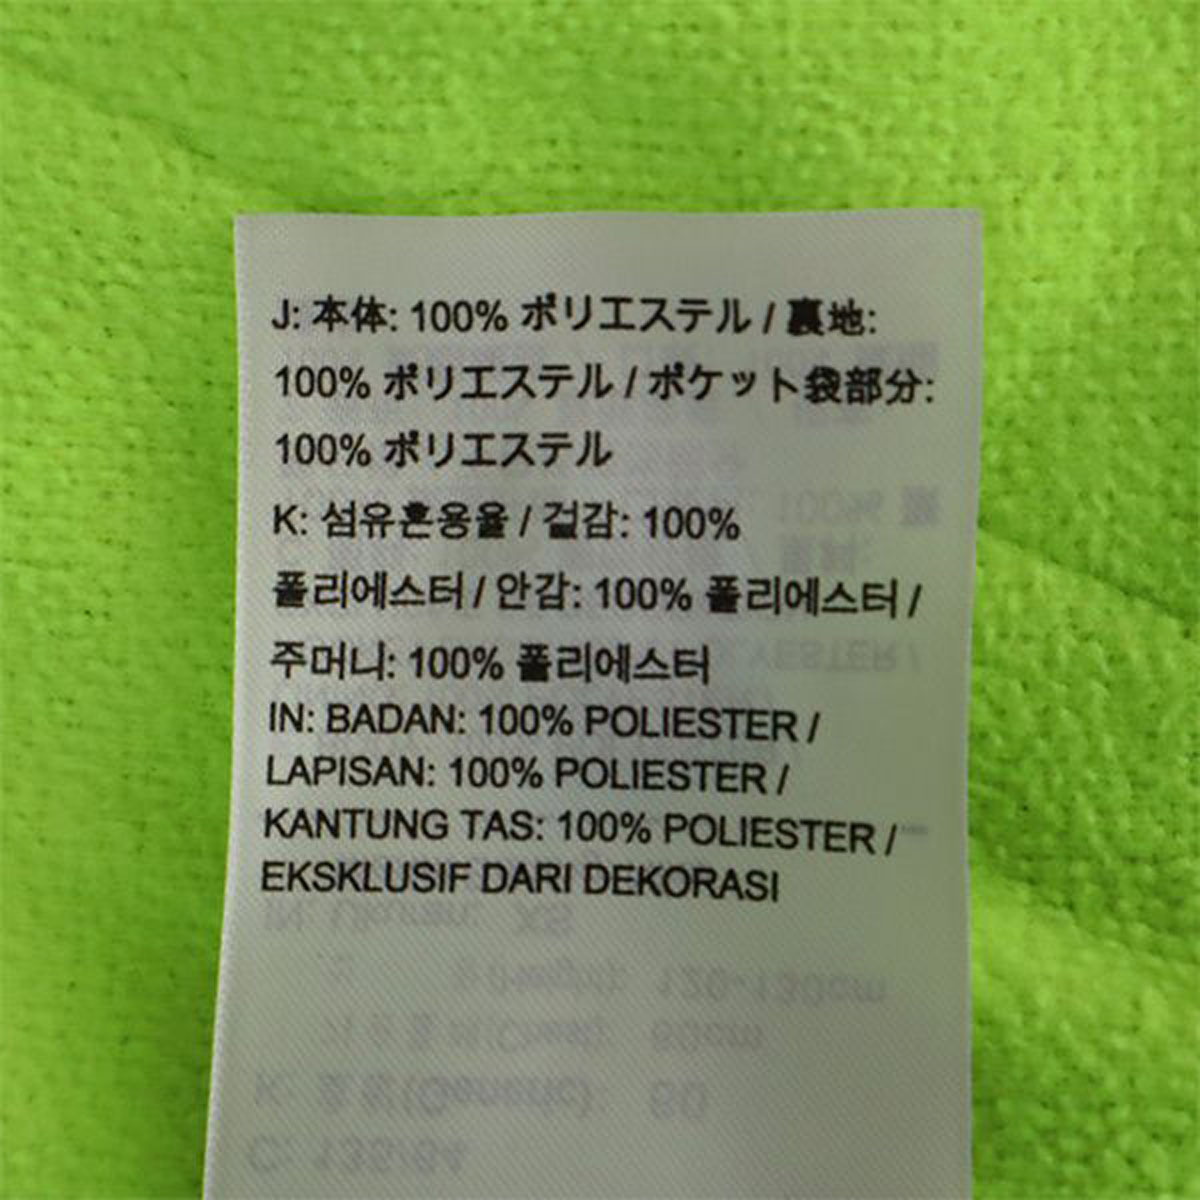 J: 本体: 100% ポリエステル / 裏地:
100% ポリエステル / ポケット袋部分:
100% ポリエステル
K: 섬유혼용율 / 겉감: 100%
폴리에스터 / 안감: 100% 폴리에스터 /
주머니: 100% 폴리에스터
IN: BADAN: 100% POLIESTER /
LAPISAN: 100% POLIESTER /
KANTUNG TAS: 100% POLIESTER /
EKSKLUSIF DARI DEKORASI